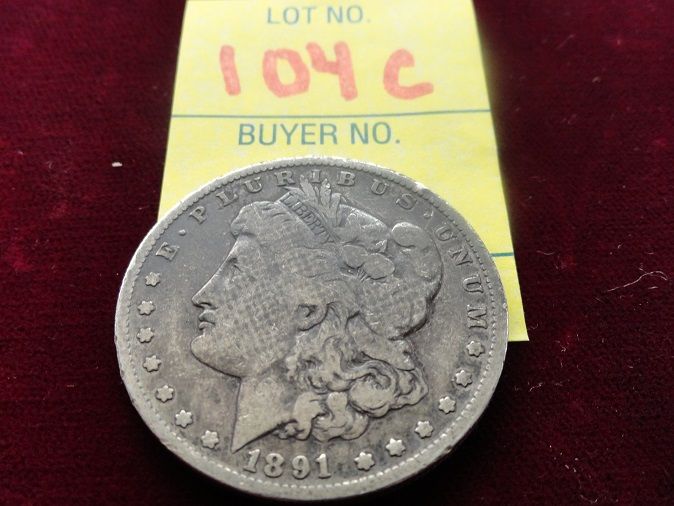 LOT NO.
104 C
BUYER NO.
E · PLURIBUS · UNUM
LIBERTY
1891